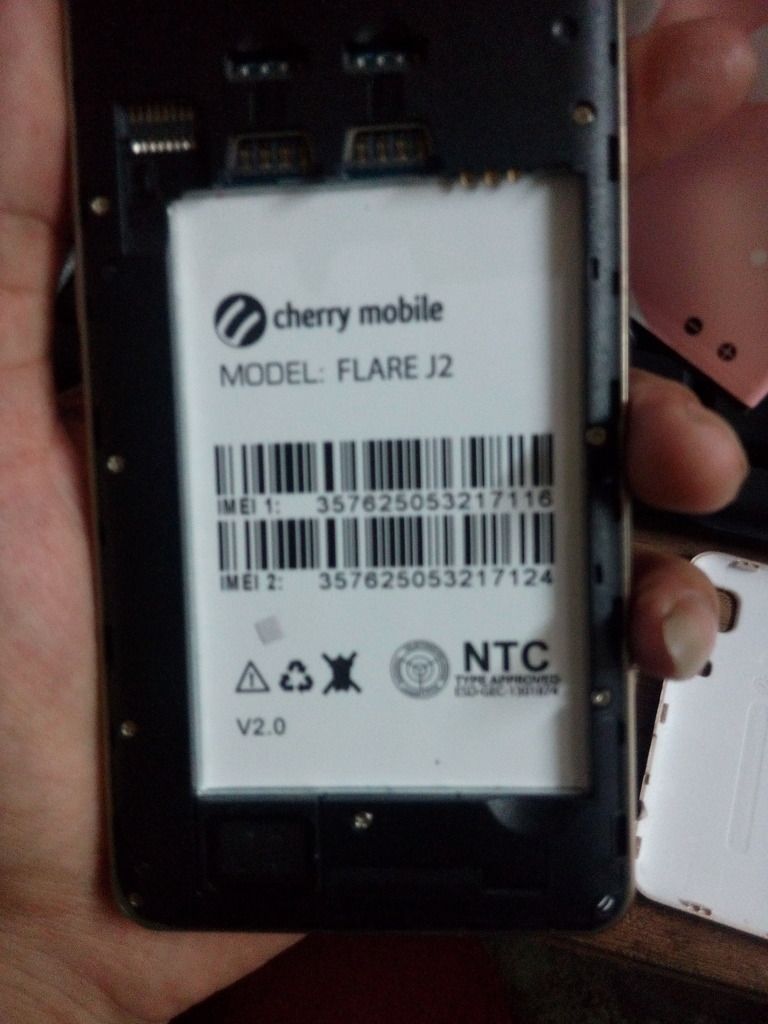 cherry mobile
MODEL: FLARE J2
IMEI 1: 357625053217116
IMEI 2: 357625053217124
NTC
TYPE APPROVED
V2.0